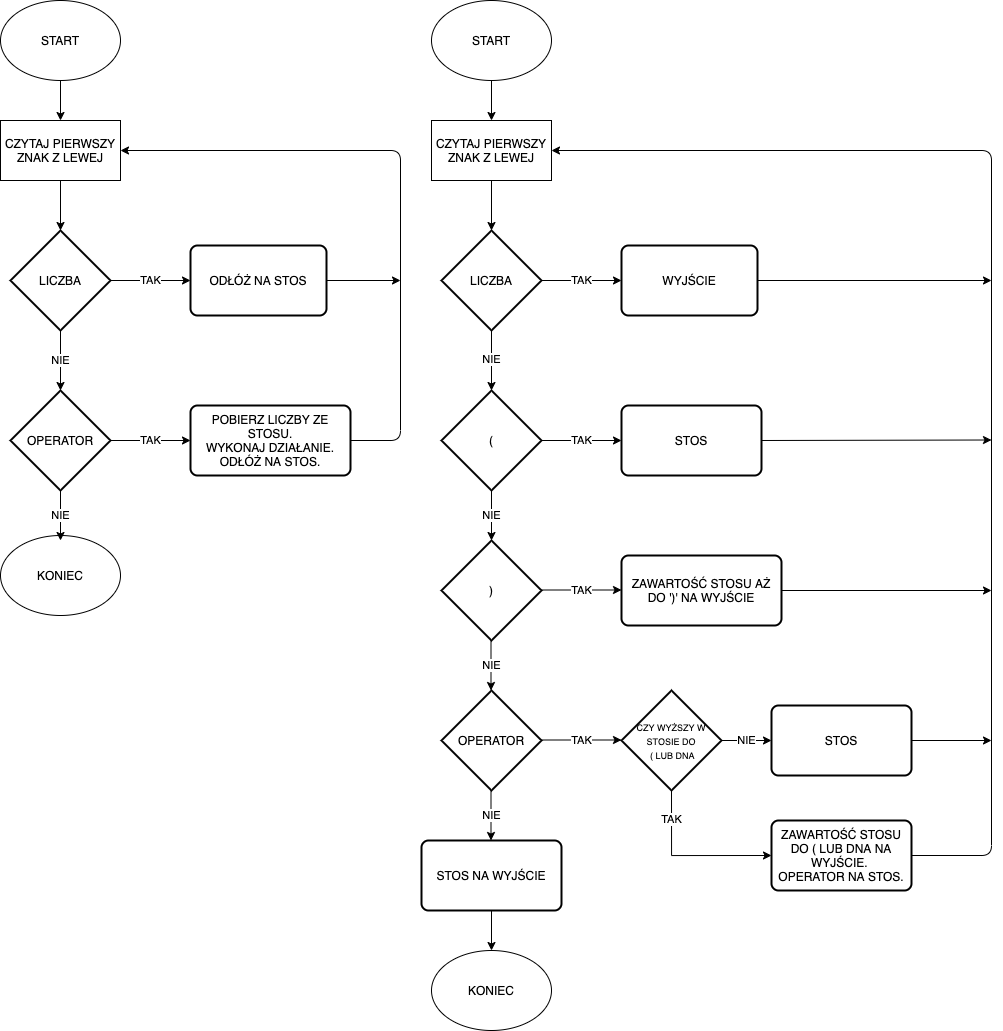 START
CZYTAJ PIERWSZY
ZNAK Z LEWEJ
LICZBA
TAK
ODŁÓŻ NA STOS
NIE
OPERATOR
TAK
POBIERZ LICZBY ZE
STOSU.
WYKONAJ DZIAŁANIE.
ODŁÓŻ NA STOS.
NIE
KONIEC
START
CZYTAJ PIERWSZY
ZNAK Z LEWEJ
LICZBA
TAK
WYJŚCIE
NIE
(
TAK
STOS
NIE
)
TAK
ZAWARTOŚĆ STOSU AŻ
DO ')' NA WYJŚCIE
NIE
OPERATOR
TAK
CZY WYŻSZY W
STOSIE DO
( LUB DNA
NIE
STOS
TAK
ZAWARTOŚĆ STOSU
DO ( LUB DNA NA
WYJŚCIE.
OPERATOR NA STOS.
NIE
STOS NA WYJŚCIE
KONIEC